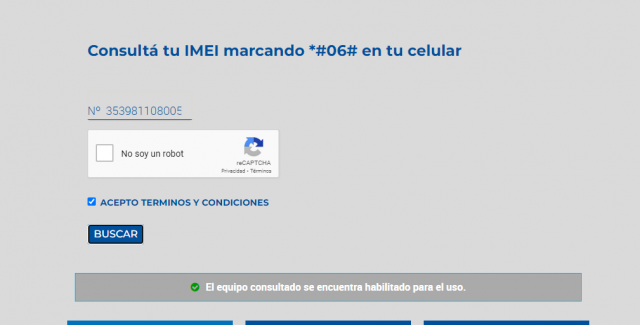 Consultá tu IMEI marcando *#06# en tu celular
Nº 353981108005
No soy un robot
reCAPTCHA
Privacidad • Términos
ACEPTO TERMINOS Y CONDICIONES
BUSCAR
El equipo consultado se encuentra habilitado para el uso.